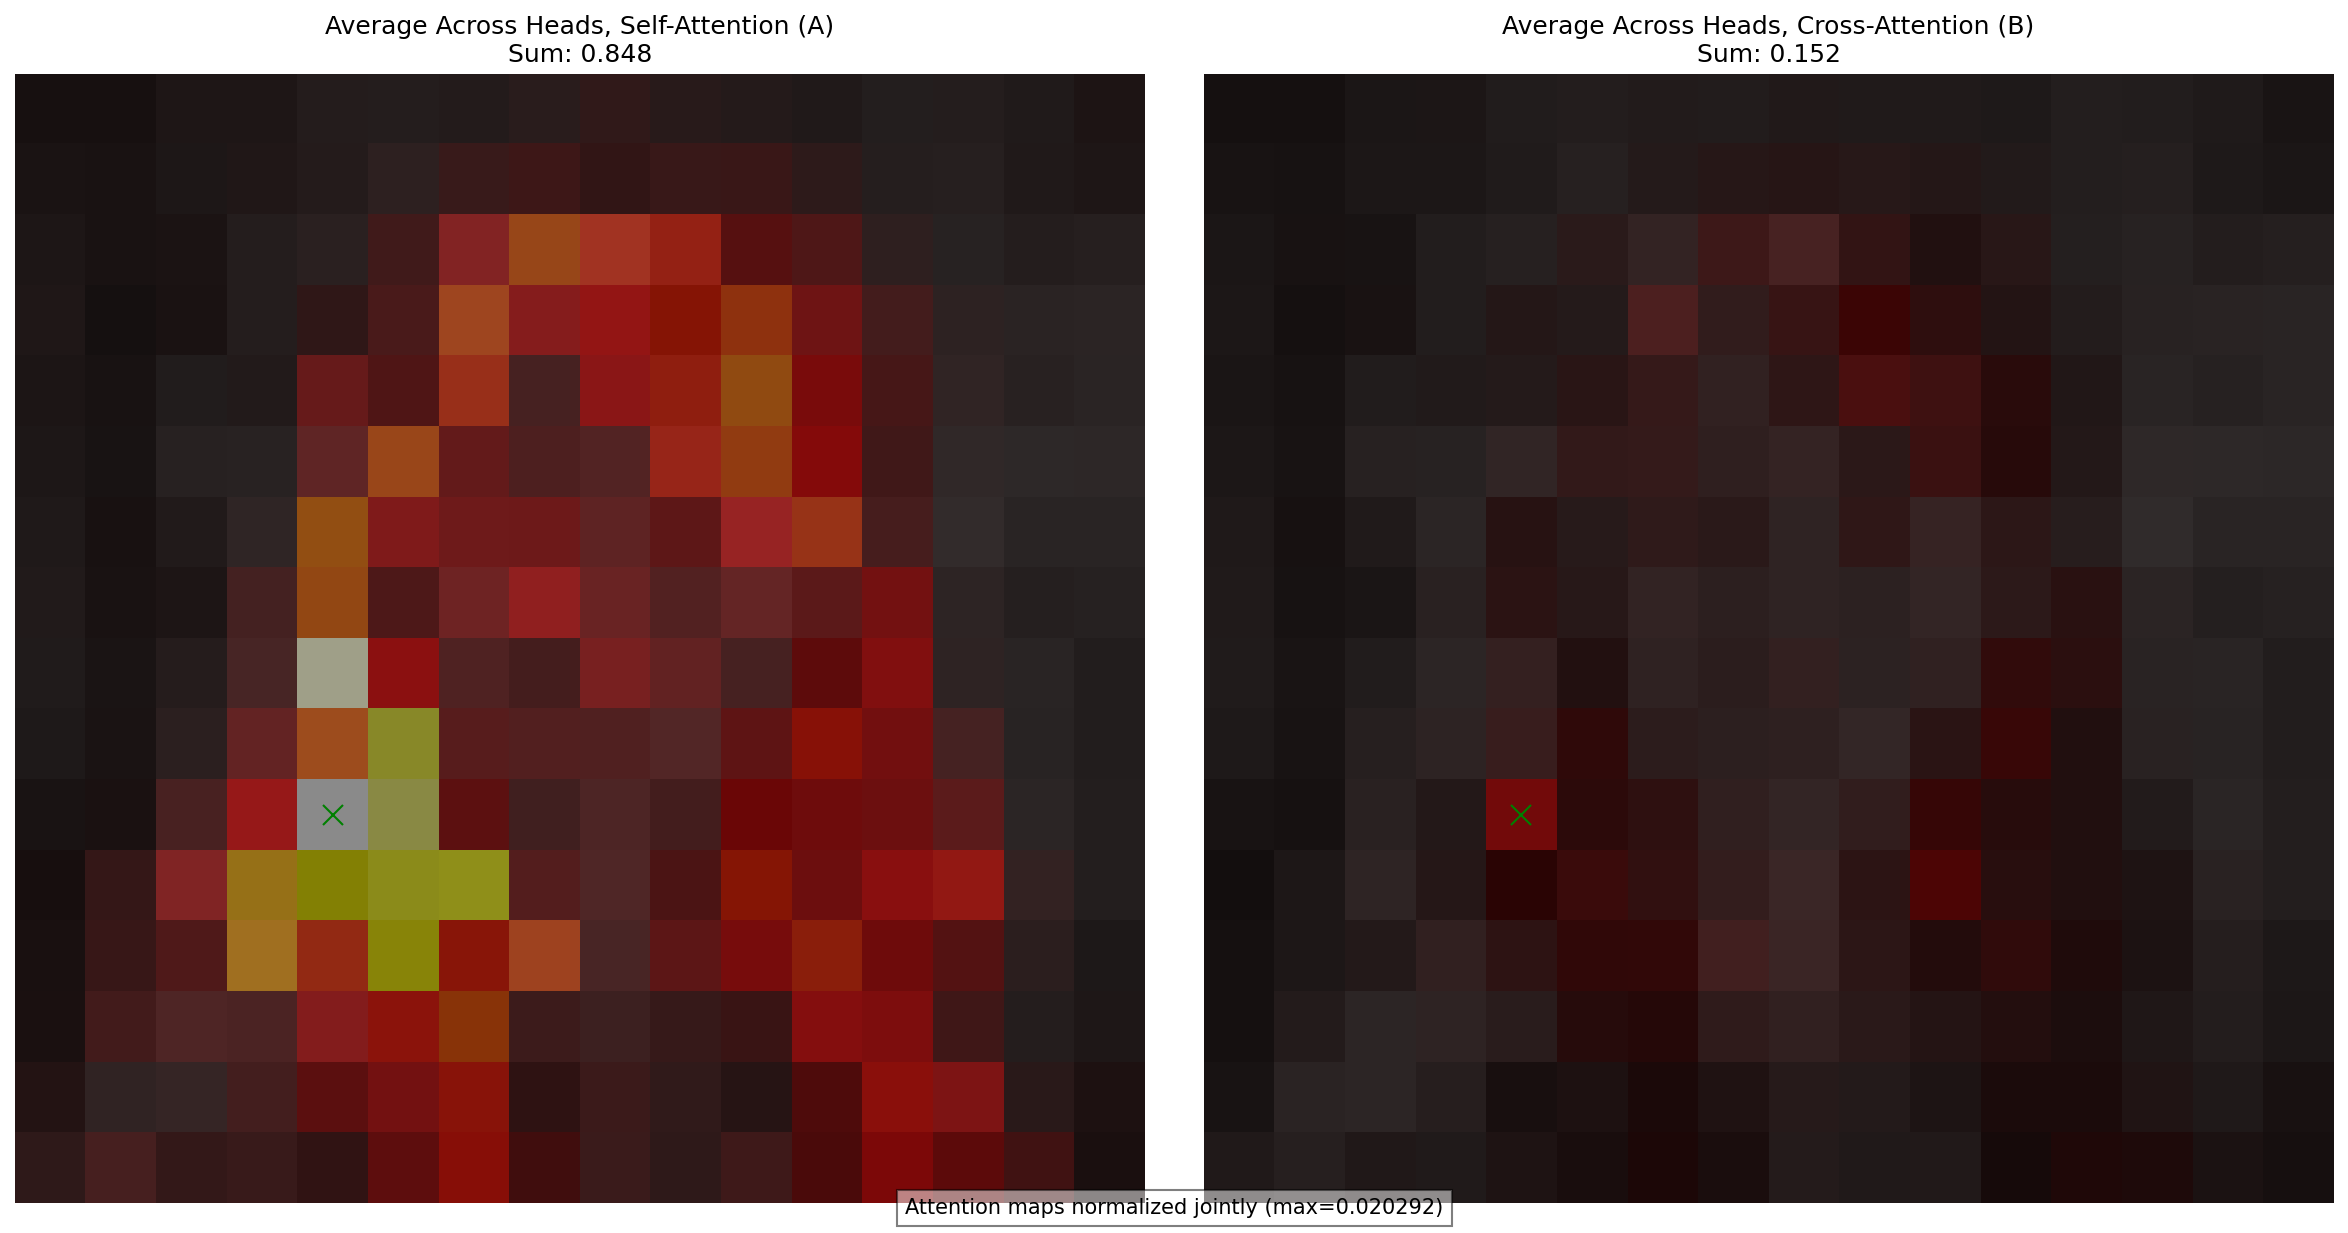 Average Across Heads, Self-Attention (A)
Sum: 0.848
Average Across Heads, Cross-Attention (B)
Sum: 0.152
Attention maps normalized jointly (max=0.020292)